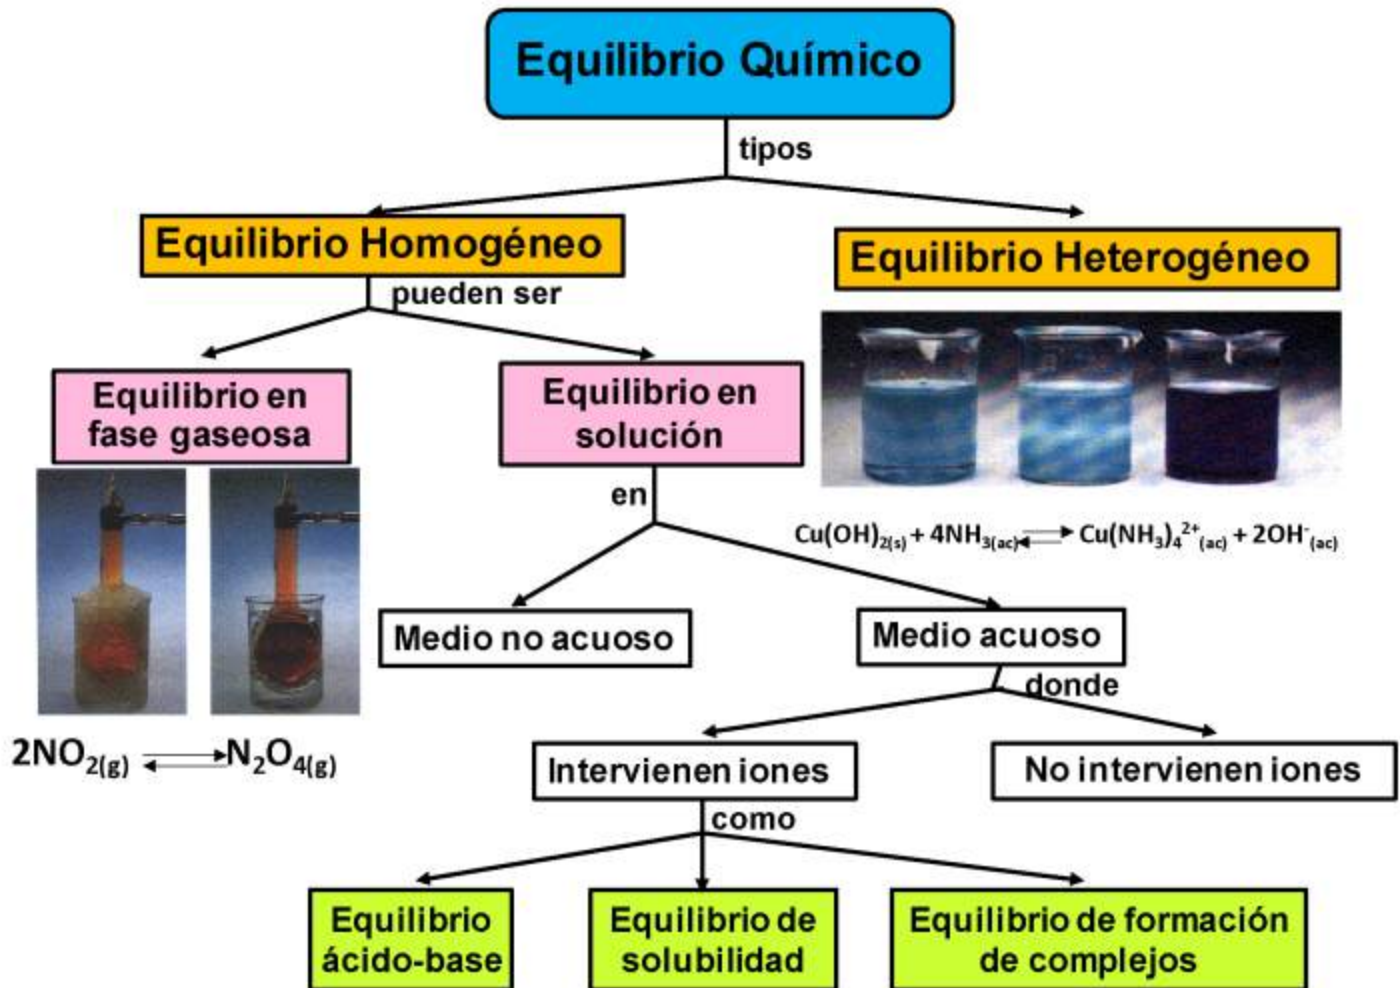 Equilibrio Químico
tipos
Equilibrio Homogéneo
Equilibrio Heterogéneo
pueden ser
Equilibrio en
fase gaseosa
Equilibrio en
solución
en
Cu(OH)₂(s) + 4NH₃(ac) ⇌ Cu(NH₃)₄²⁺(ac) + 2OH⁻(ac)
Medio no acuoso
Medio acuoso
donde
2NO₂(g) ⇌ N₂O₄(g)
Intervienen iones
No intervienen iones
como
Equilibrio
ácido-base
Equilibrio de
solubilidad
Equilibrio de formación
de complejos